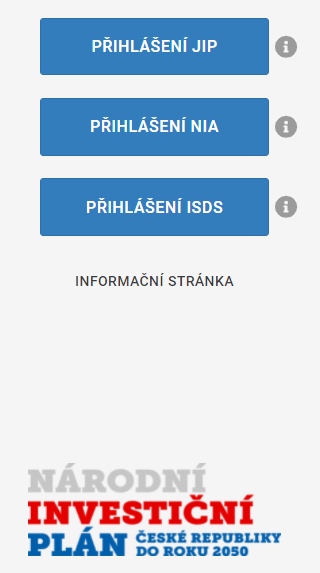 PŘIHLÁŠENÍ JIP
PŘIHLÁŠENÍ NIA
PŘIHLÁŠENÍ ISDS
INFORMAČNÍ STRÁNKA
NÁRODNÍ
INVESTIČNÍ
PLÁN ČESKÉ REPUBLIKY
DO ROKU 2050